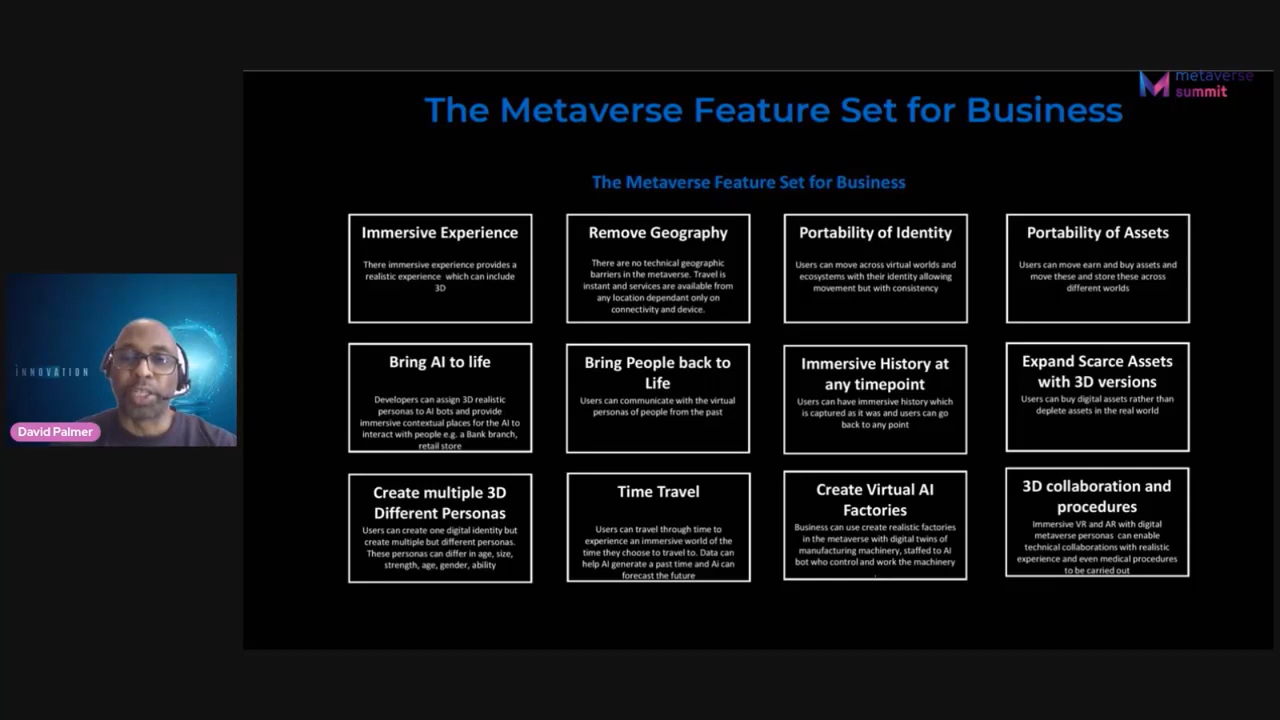 metaverse
summit
The Metaverse Feature Set for Business
The Metaverse Feature Set for Business
Immersive Experience
There immersive experience provides a
realistic experience which can include
3D
Remove Geography
There are no technical geographic
barriers in the metaverse. Travel is
instant and services are available from
any location dependant only on
connectivity and device.
Portability of Identity
Users can move across virtual worlds and
ecosystems with their identity allowing
movement but with consistency
Portability of Assets
Users can move earn and buy assets and
move these and store these across
different worlds
Bring AI to life
Developers can assign 3D realistic
personas to AI bots and provide
immersive contextual places for the AI to
interact with people e.g. a Bank branch,
retail store
Bring People back to
Life
Users can communicate with the virtual
personas of people from the past
Immersive History at
any timepoint
Users can have immersive history which
is captured as it was and users can go
back to any point
Expand Scarce Assets
with 3D versions
Users can buy digital assets rather than
deplete assets in the real world
Create multiple 3D
Different Personas
Users can create one digital identity but
create multiple but different personas.
These personas can differ in age, size,
strength, age, gender, ability
Time Travel
Users can travel through time to
experience an immersive world of the
time they choose to travel to. Data can
help AI generate a past time and Ai can
forecast the future
Create Virtual AI
Factories
Business can use create realistic factories
in the metaverse with digital twins of
manufacturing machinery, staffed to AI
bot who control and work the machinery
.
3D collaboration and
procedures
Immersive VR and AR with digital
metaverse personas can enable
technical collaborations with realistic
experience and even medical procedures
to be carried out
INNOVATION
David Palmer